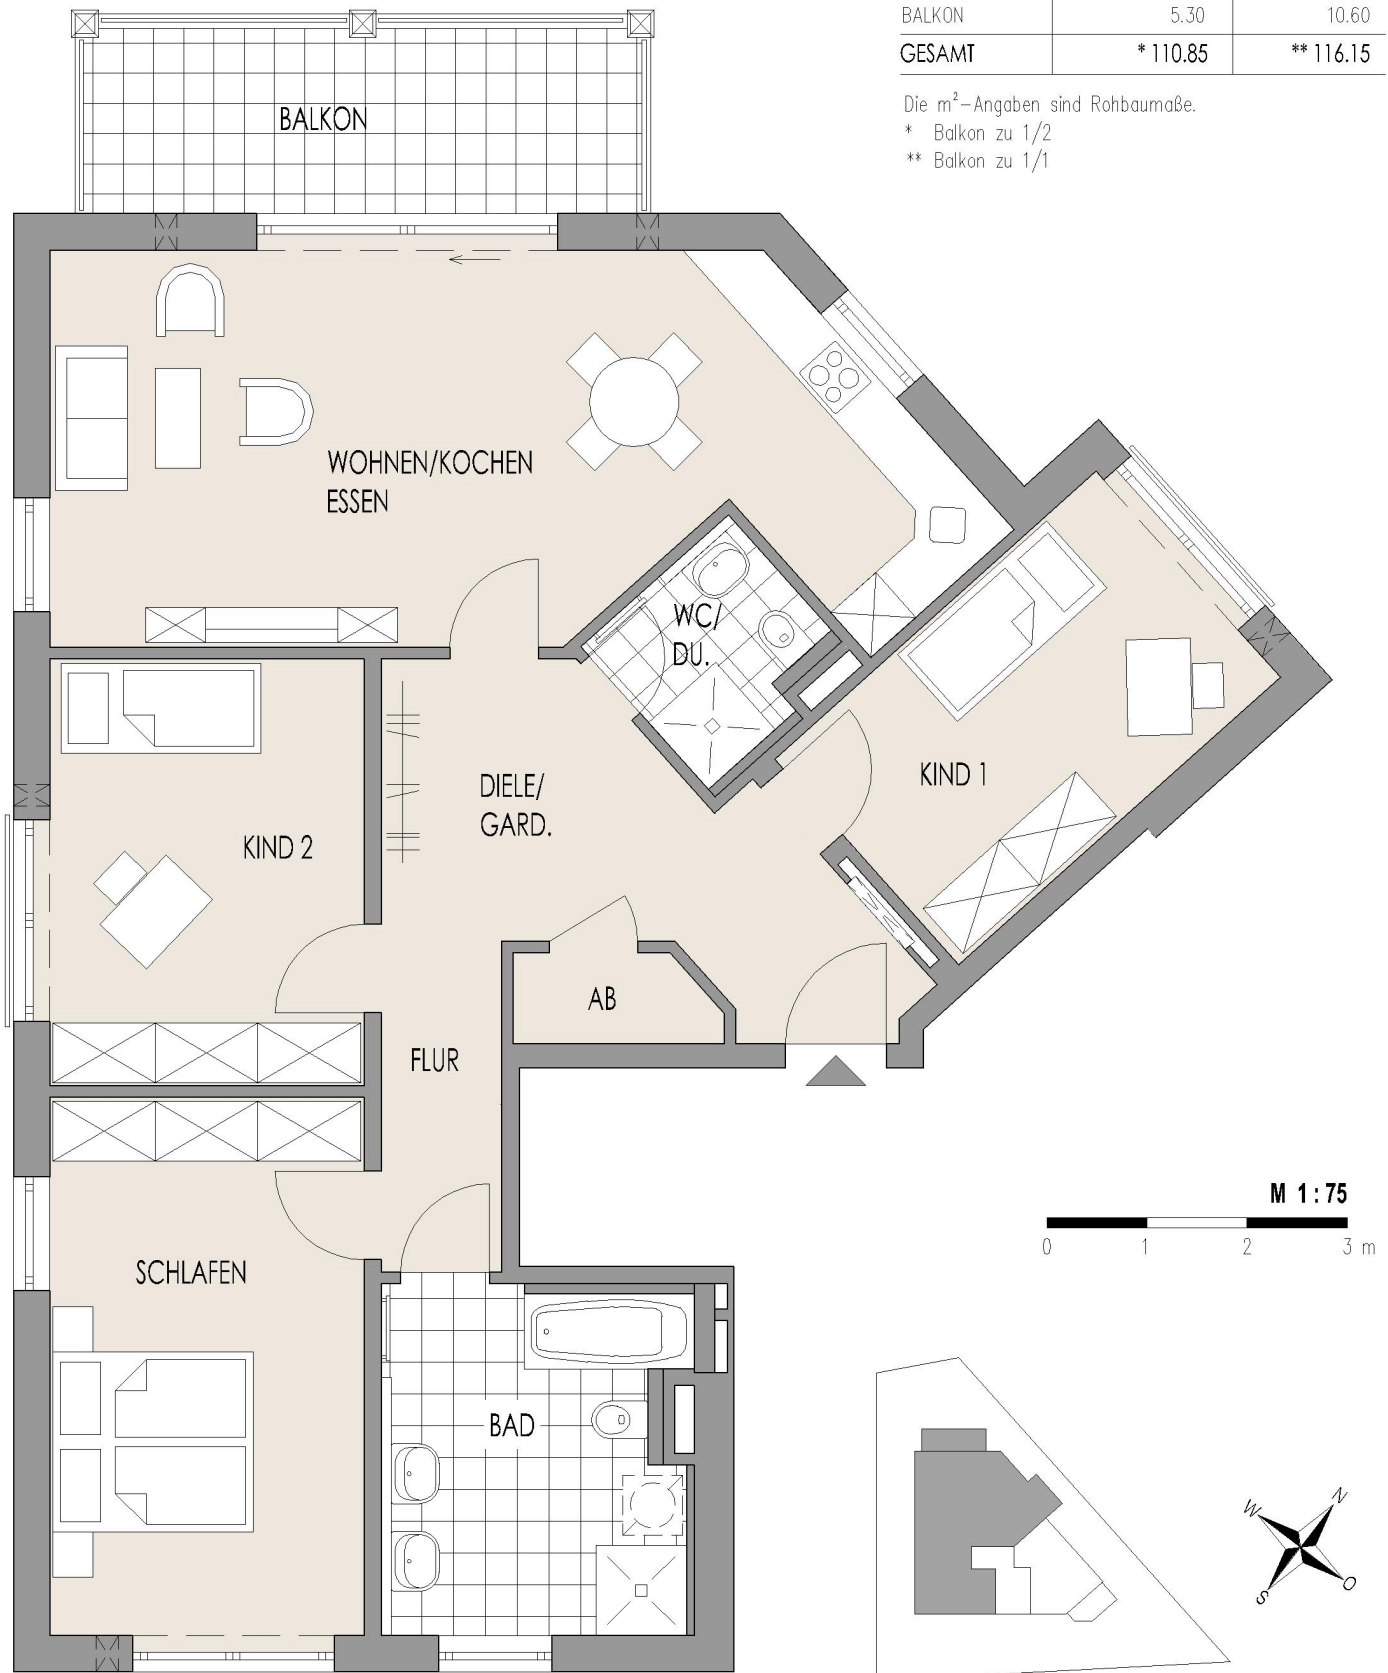 BALKON 5.30 10.60
GESAMT * 110.85 ** 116.15
Die m²-Angaben sind Rohbaumaße.
* Balkon zu 1/2
** Balkon zu 1/1
BALKON
WOHNEN/KOCHEN
ESSEN
WC/
DU.
KIND 1
DIELE/
GARD.
KIND 2
AB
FLUR
M 1 : 75
0 1 2 3 m
SCHLAFEN
BAD
W N
S O